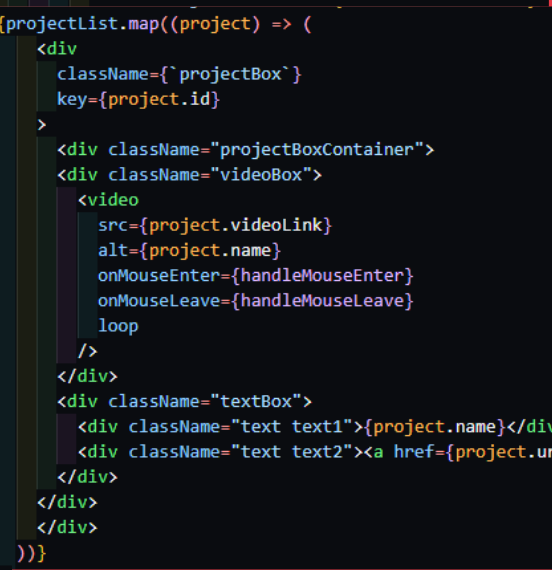 {projectList.map((project) => (
<div
className={`projectBox`}
key={project.id}
>
<div className="projectBoxContainer">
<div className="videoBox">
<video
src={project.videoLink}
alt={project.name}
onMouseEnter={handleMouseEnter}
onMouseLeave={handleMouseLeave}
loop
/>
</div>
<div className="textBox">
<div className="text text1">{project.name}</div
<div className="text text2"><a href={project.ur
</div>
</div>
</div>
))}